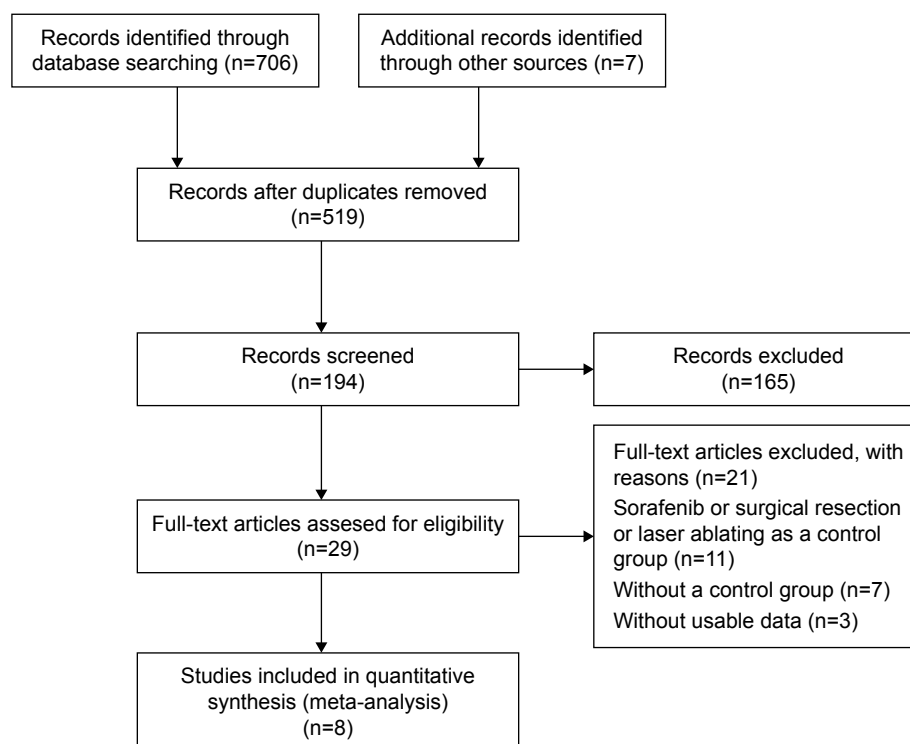 Records identified through
database searching (n=706)
Additional records identified
through other sources (n=7)
Records after duplicates removed
(n=519)
Records screened
(n=194)
Records excluded
(n=165)
Full-text articles assesed for eligibility
(n=29)
Full-text articles excluded, with
reasons (n=21)
Sorafenib or surgical resection
or laser ablating as a control
group (n=11)
Without a control group (n=7)
Without usable data (n=3)
Studies included in quantitative
synthesis (meta-analysis)
(n=8)